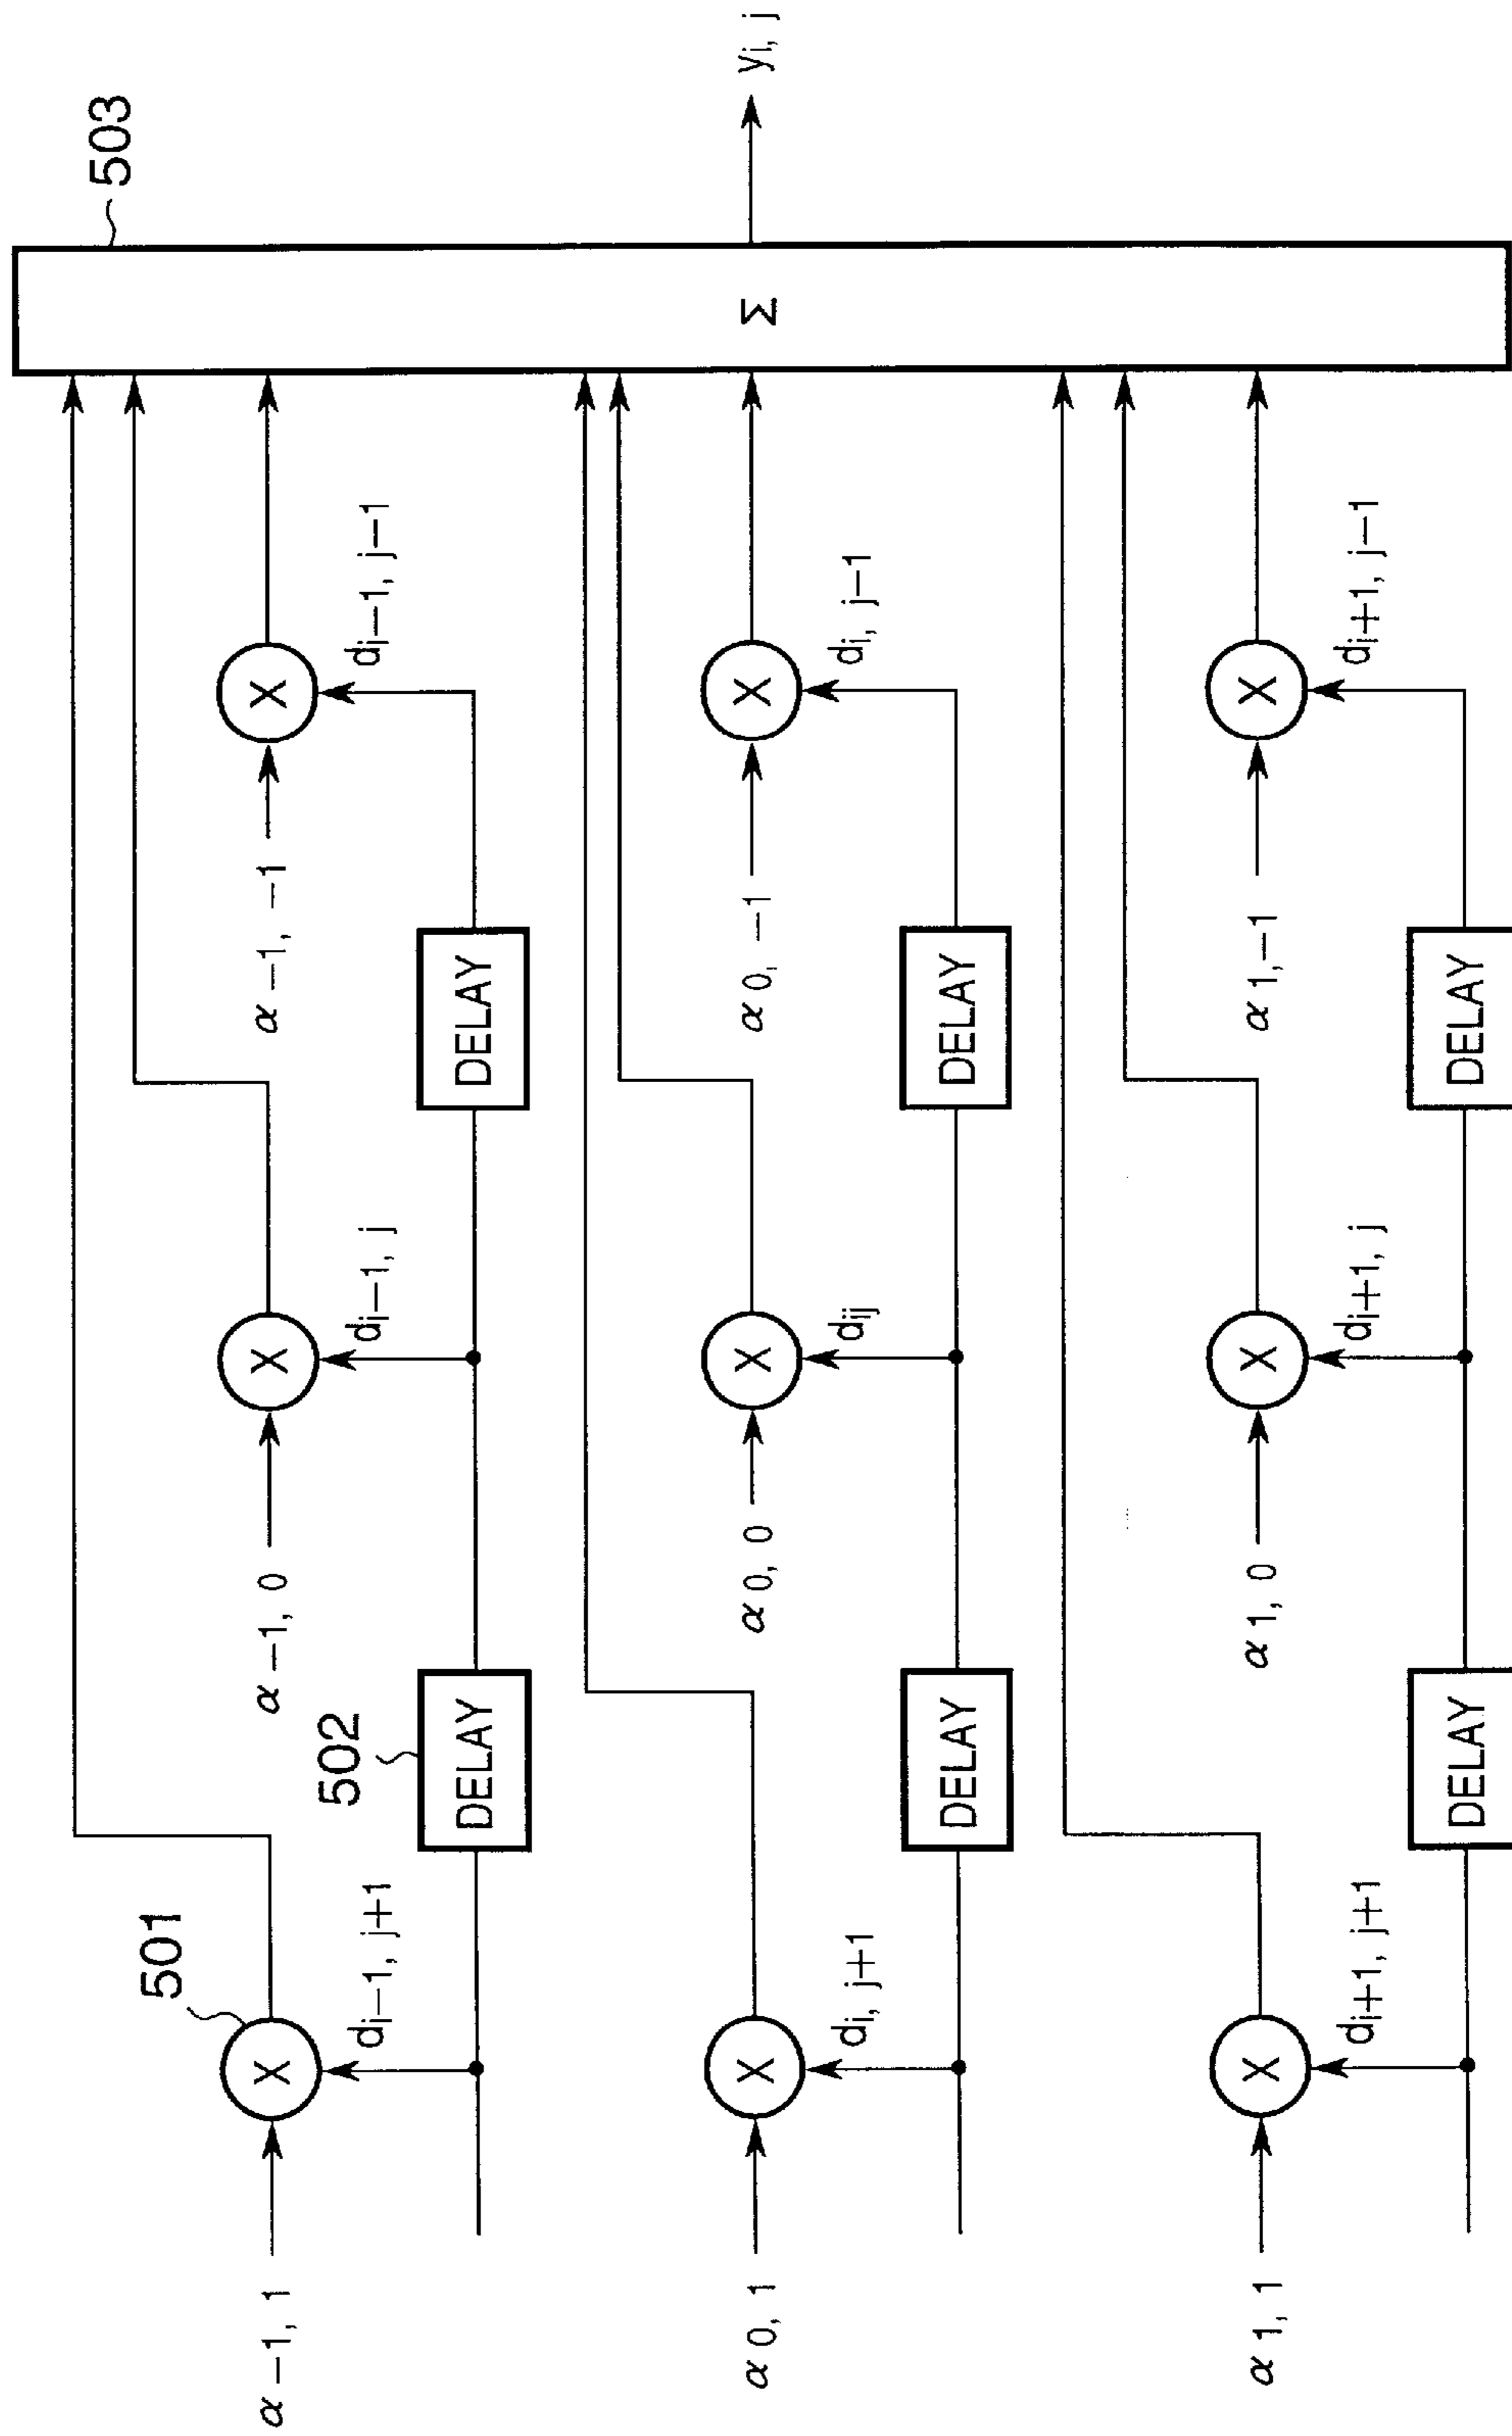 503
Σ
y i, j
501
α −1, 1
X
d i−1, j+1
502
DELAY
α −1, 0
X
d i−1, j
DELAY
α −1, −1
X
d i−1, j−1
α 0, 1
X
d i, j+1
DELAY
α 0, 0
X
d ij
DELAY
α 0, −1
X
d i, j−1
α 1, 1
X
d i+1, j+1
DELAY
α 1, 0
X
d i+1, j
DELAY
α 1,−1
X
d i+1, j−1